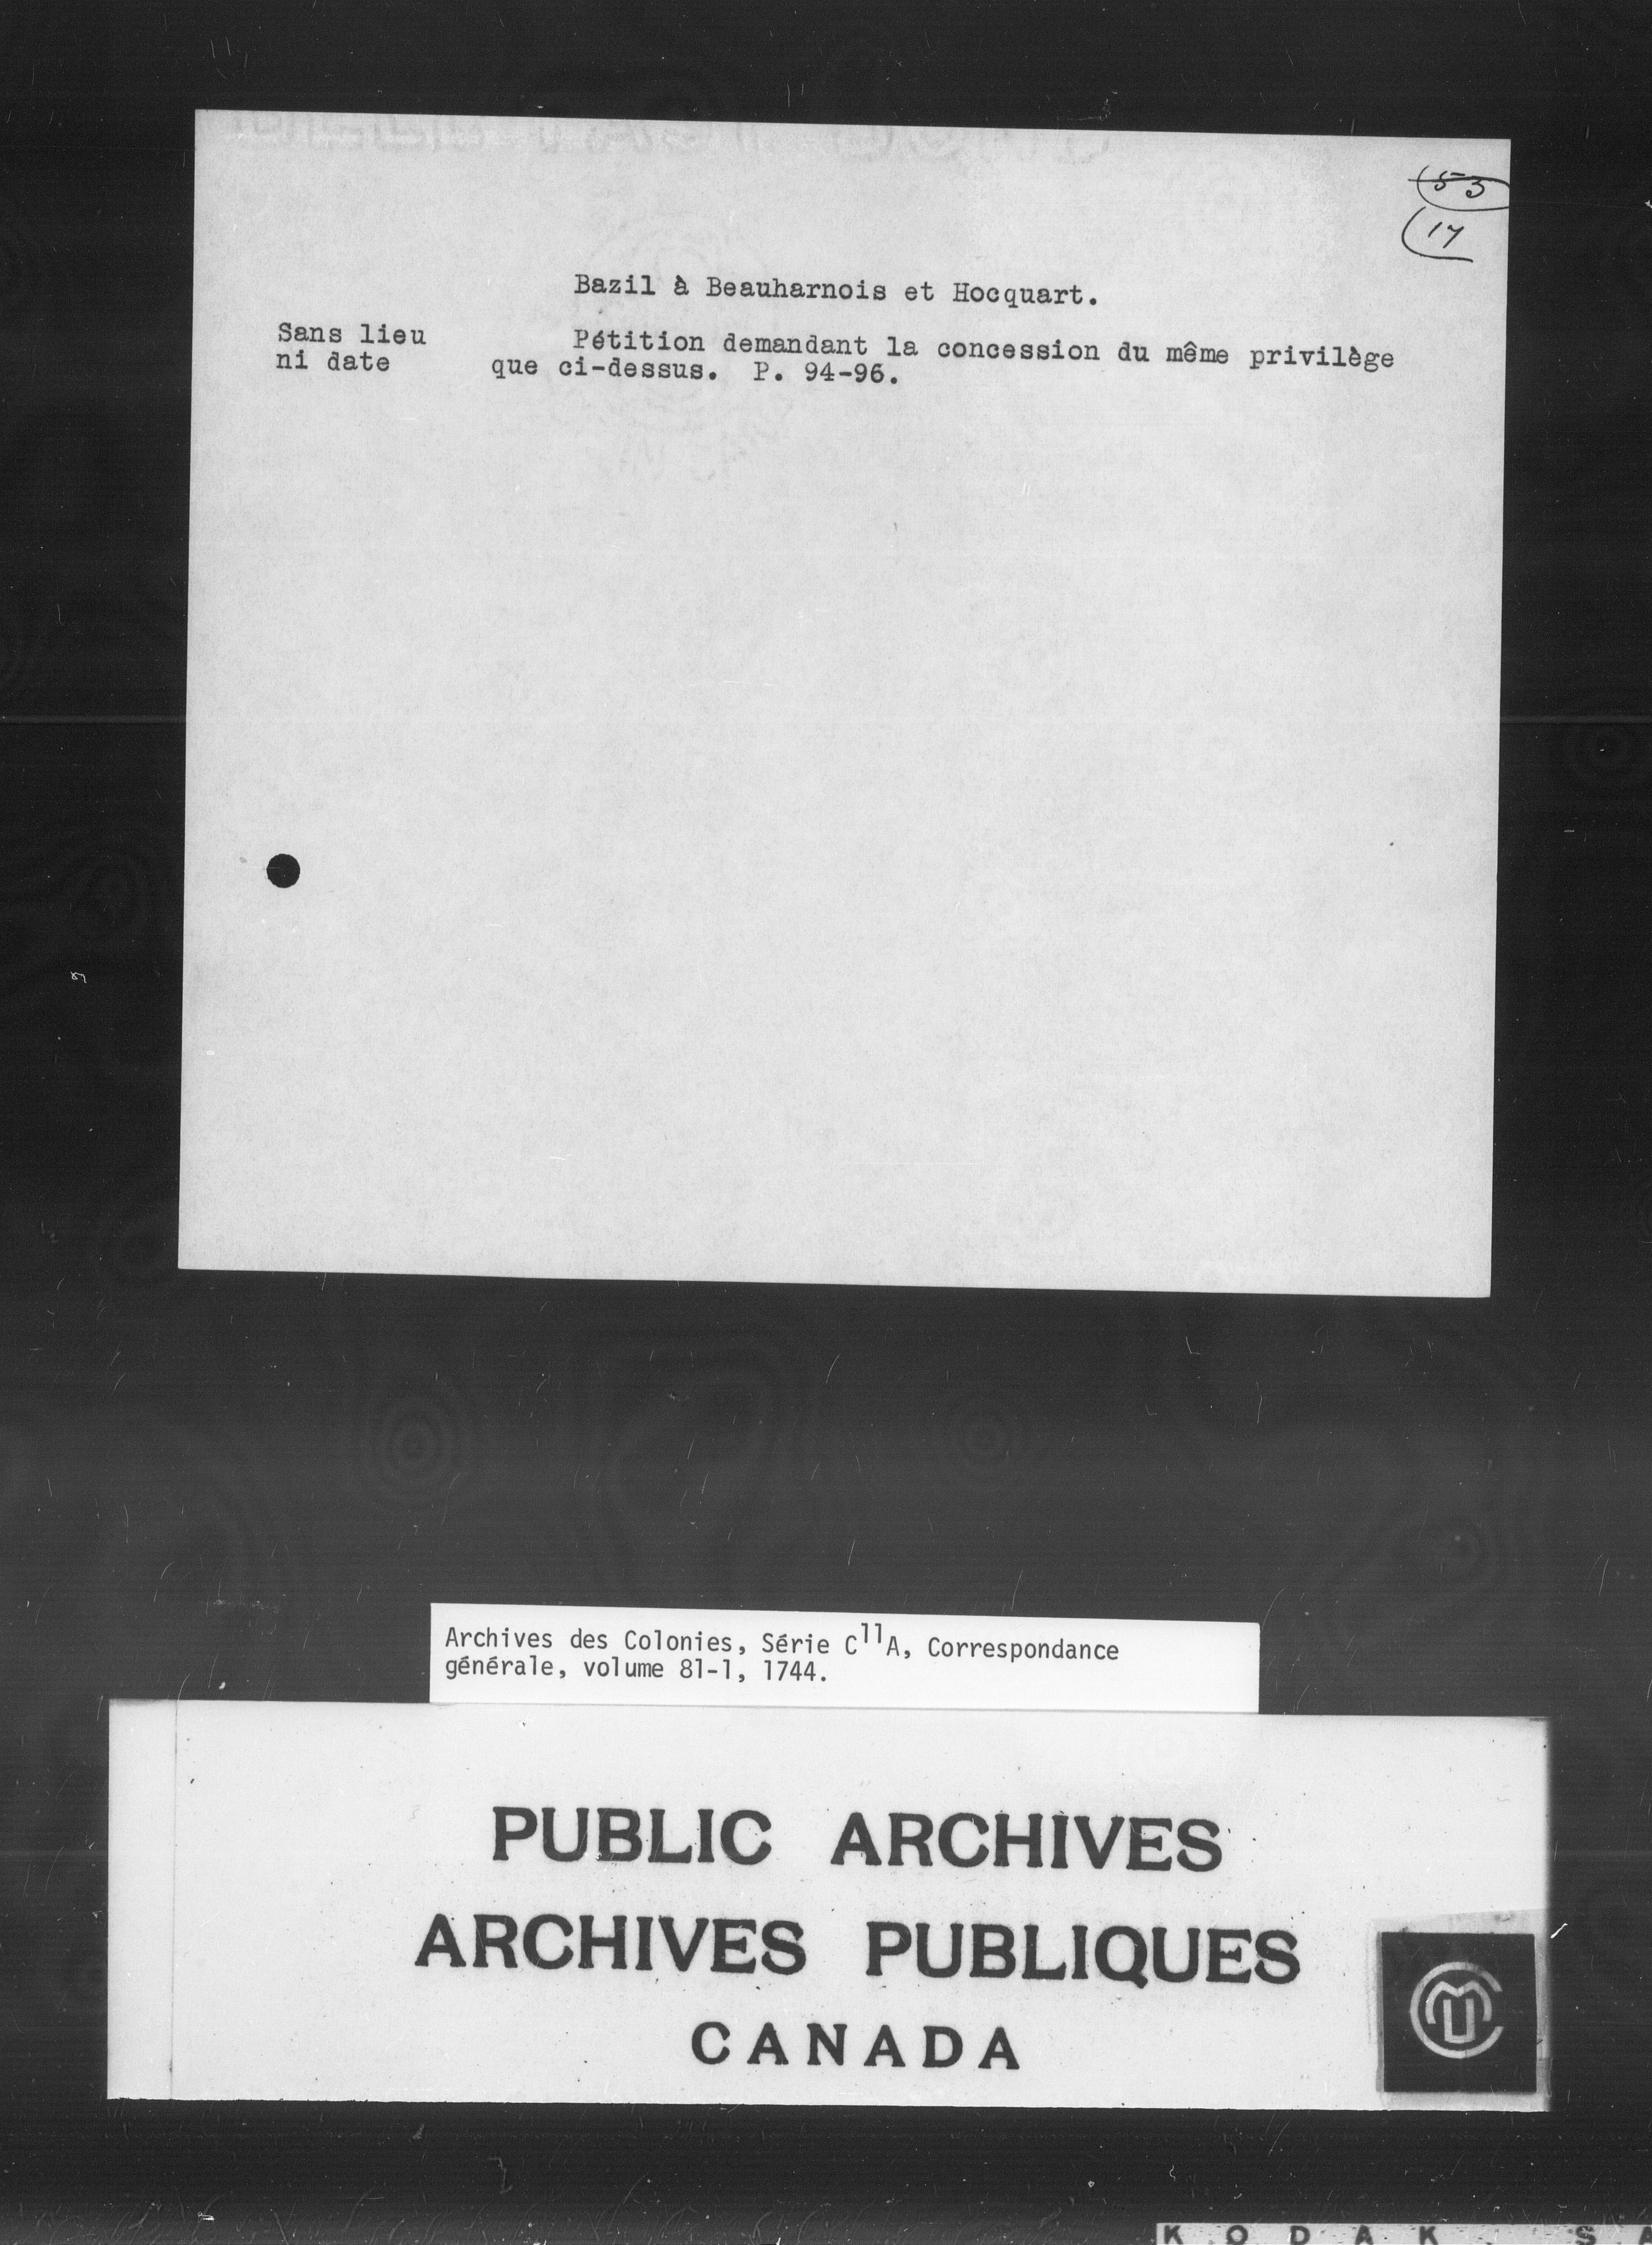 53
17
Bazil à Beauharnois et Hocquart.
Sans lieu
ni date
Pétition demandant la concession du même privilège
que ci-dessus. P. 94-96.
Archives des Colonies, Série C11A, Correspondance
générale, volume 81-1, 1744.
PUBLIC ARCHIVES
ARCHIVES PUBLIQUES
CANADA
KODAK SA